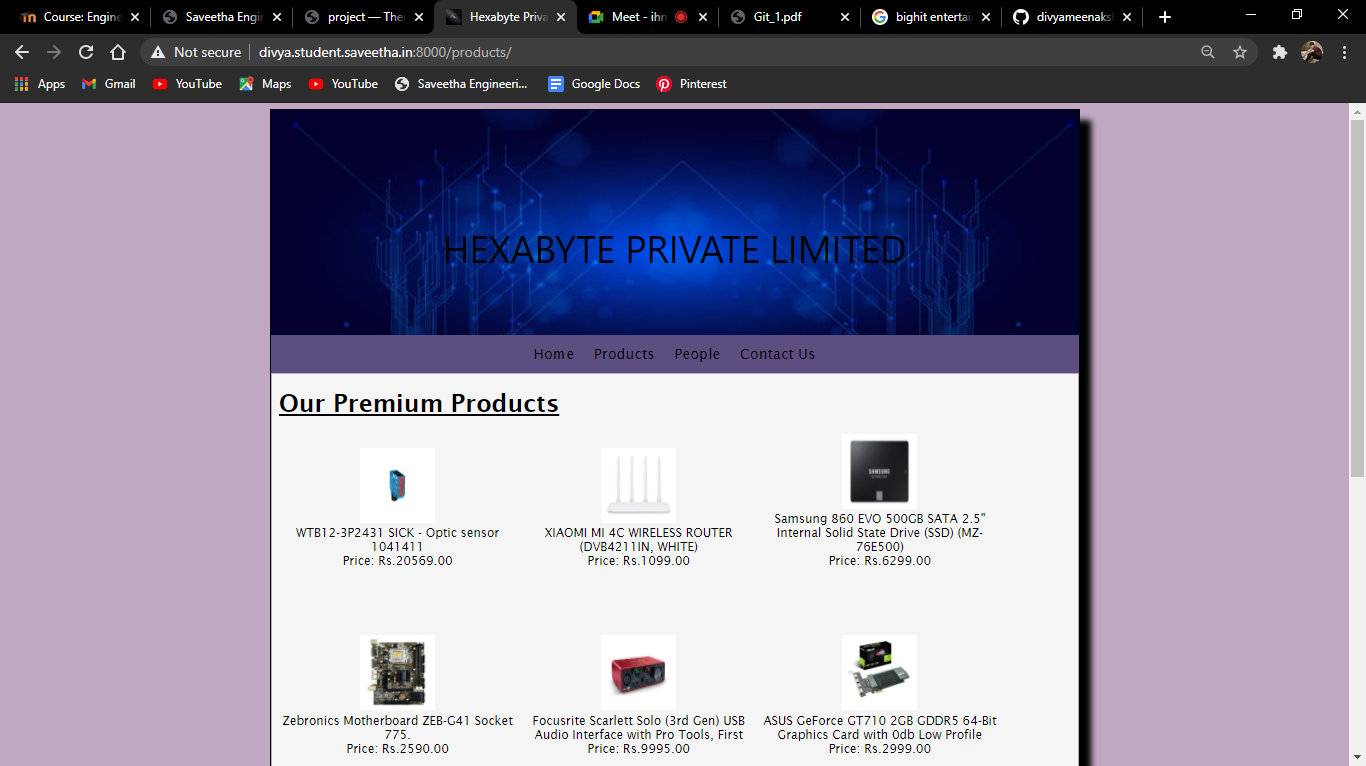 Course: Engine
Saveetha Engin
project — Thei
Hexabyte Priva
Meet - ihn
Git_1.pdf
bighit entertai
divyameenaksh
Not secure
divya.student.saveetha.in:8000/products/
Apps
Gmail
YouTube
Maps
YouTube
Saveetha Engineeri...
Google Docs
Pinterest
HEXABYTE PRIVATE LIMITED
Home Products People Contact Us
Our Premium Products
WTB12-3P2431 SICK - Optic sensor
1041411
Price: Rs.20569.00
XIAOMI MI 4C WIRELESS ROUTER
(DVB4211IN, WHITE)
Price: Rs.1099.00
SAMSUNG
Samsung 860 EVO 500GB SATA 2.5"
Internal Solid State Drive (SSD) (MZ-
76E500)
Price: Rs.6299.00
Zebronics Motherboard ZEB-G41 Socket
775.
Price: Rs.2590.00
Focusrite Scarlett Solo (3rd Gen) USB
Audio Interface with Pro Tools, First
Price: Rs.9995.00
ASUS GeForce GT710 2GB GDDR5 64-Bit
Graphics Card with 0db Low Profile
Price: Rs.2999.00